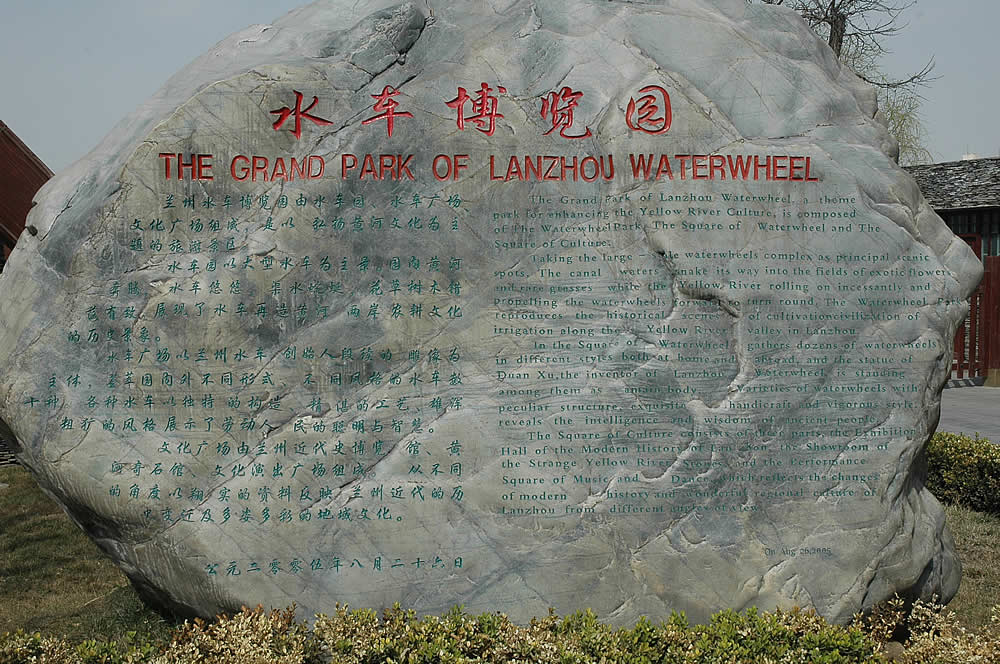 水车博览园
THE GRAND PARK OF LANZHOU WATERWHEEL
兰州水车博览园由水车园、水车广场
文化广场组成，是以弘扬黄河文化为主
题的旅游景区。
水车园以大型水车为主景，园内黄河
奔腾，水车悠悠，渠水蜿蜒，花草树木错
落有致，展现了水车再造黄河两岸农耕文化
的历史景象。
水车广场以兰州水车创始人段续的雕像为
主体，荟萃国内外不同形式、不同风格的水车数
十种，各种水车以独特的构造、精湛的工艺、雄浑
粗犷的风格展示了劳动人民的聪明与智慧。
文化广场由兰州近代史博览馆、黄
河奇石馆、文化演出广场组成，从不同
的角度以翔实的资料反映兰州近代的历
史变迁及多姿多彩的地域文化。
公元二零零伍年八月二十六日
The Grand Park of Lanzhou Waterwheel, theme
park for enhancing the Yellow River Culture, is composed
of The Waterwheel Park, The Square of Waterwheel and The
Square of Culture.
Taking the large - waterwheels complex as principal scenic
spots, The canal waters make its way into the fields of exotic flowers
and rare grasses while the Yellow River rolling on incessantly and
propelling the waterwheels forward to turn round, The Waterwheel Park
reproduces the historical scenes of cultivation civilization of
irrigation along the Yellow River valley in Lanzhou.
In the Square of Waterwheel gathers dozens of waterwheels
in different styles both at home and abroad, and the statue of
Duan Xu, the inventor of Lanzhou Waterwheel is standing
among them as a main body. Varieties of waterwheels with
peculiar structure, exquisite handicraft and vigorous style,
reveals the intelligence and wisdom of ancient people.
The Square of Culture consists of three parts, the Exhibition
Hall of the Modern History of Lanzhou, the Showroom of
the Strange Yellow River Stones, and the Performance
Square of Music and Dance, which reflects the changes
of modern history and wonderful regional culture of
Lanzhou from different angles of view.
On Aug 26,2005